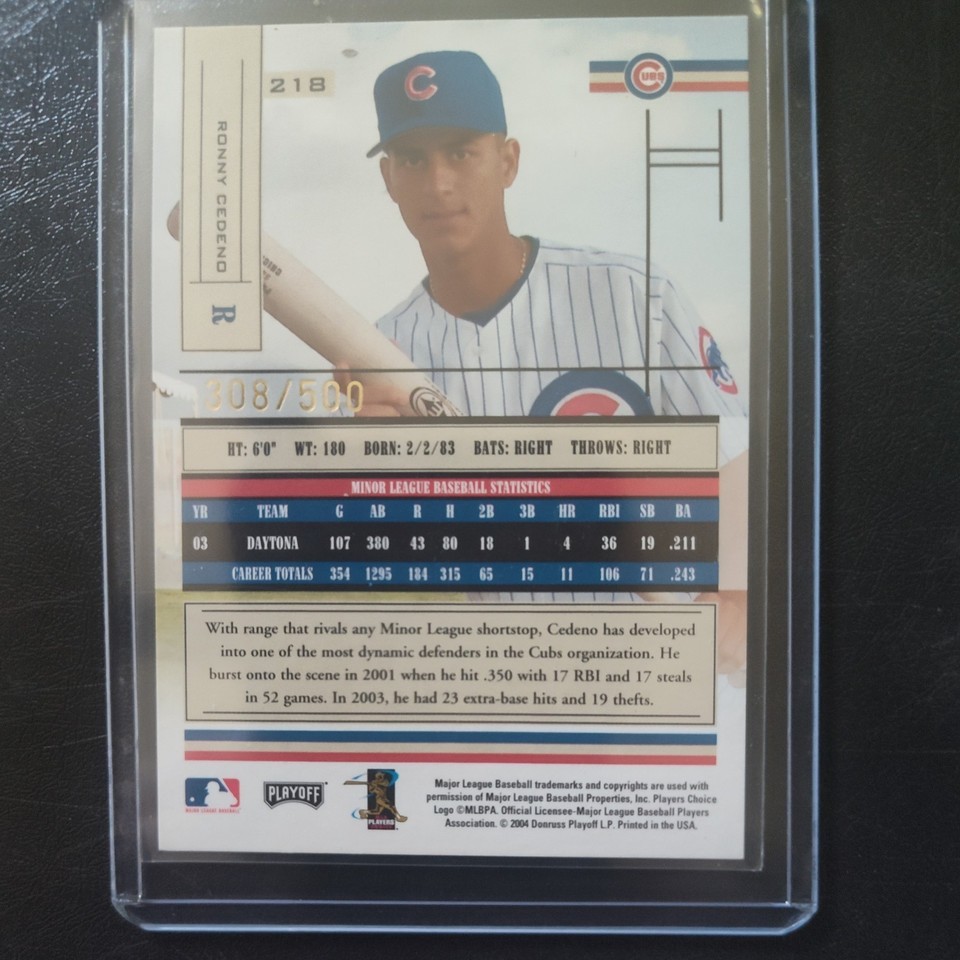 218
CUBS
C
RONNY CEDENO
R
308/500
HT: 6'0" WT: 180 BORN: 2/2/83 BATS: RIGHT THROWS: RIGHT
MINOR LEAGUE BASEBALL STATISTICS
YR TEAM G AB R H 2B 3B HR RBI SB BA
03 DAYTONA 107 380 43 80 18 1 4 36 19 .211
CAREER TOTALS 354 1295 184 315 65 15 11 106 71 .243
With range that rivals any Minor League shortstop, Cedeno has developed
into one of the most dynamic defenders in the Cubs organization. He
burst onto the scene in 2001 when he hit .350 with 17 RBI and 17 steals
in 52 games. In 2003, he had 23 extra-base hits and 19 thefts.
MAJOR LEAGUE BASEBALL
PLAYOFF
PLAYERS
Major League Baseball trademarks and copyrights are used with
permission of Major League Baseball Properties, Inc. Players Choice
Logo ©MLBPA. Official Licensee-Major League Baseball Players
Association. © 2004 Donruss Playoff L.P. Printed in the USA.